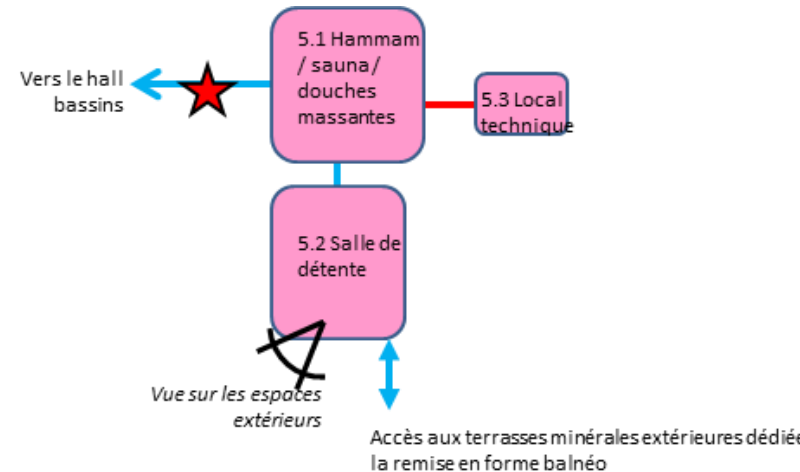 5.1 Hammam
/ sauna/
douches
massantes
Vers le hall
bassins
5.3 Local
technique
5.2 Salle de
détente
Vue sur les espaces
extérieurs
Accès aux terrasses minérales extérieures dédiée
la remise en forme balnéo